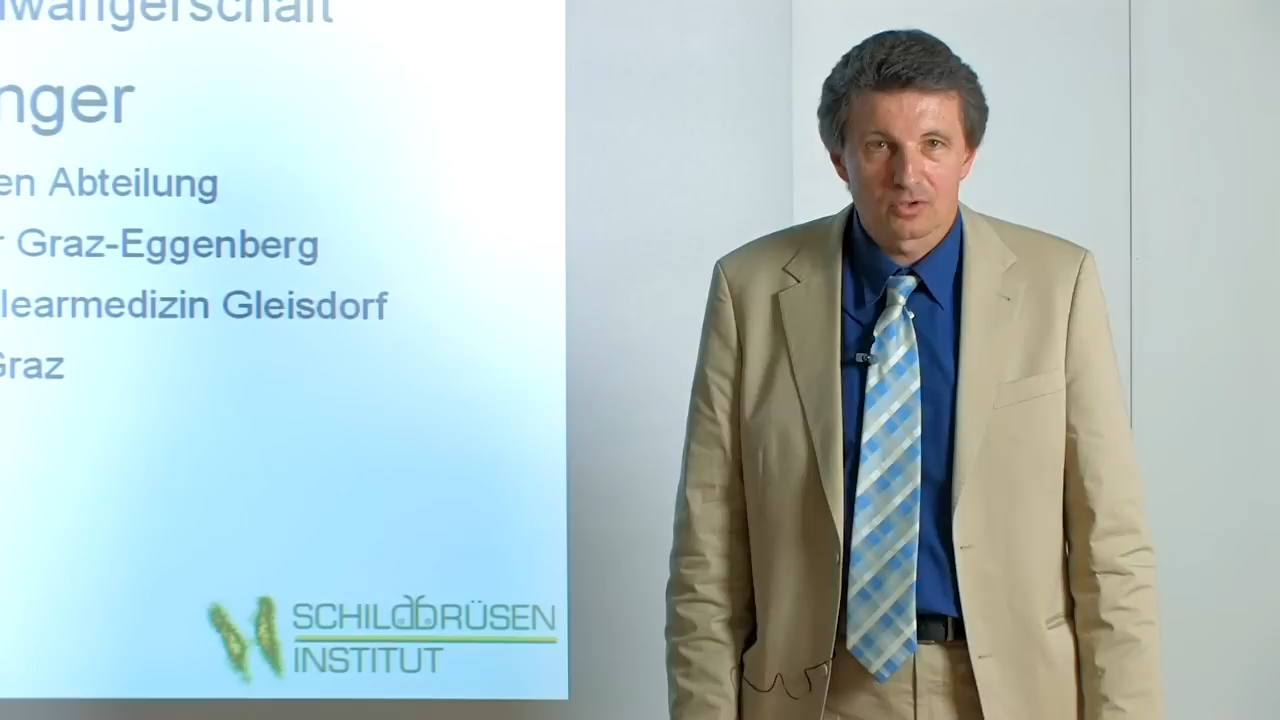 wangerschaft
nger
en Abteilung
r Graz-Eggenberg
learmedizin Gleisdorf
Graz
SCHILDDRÜSEN
INSTITUT